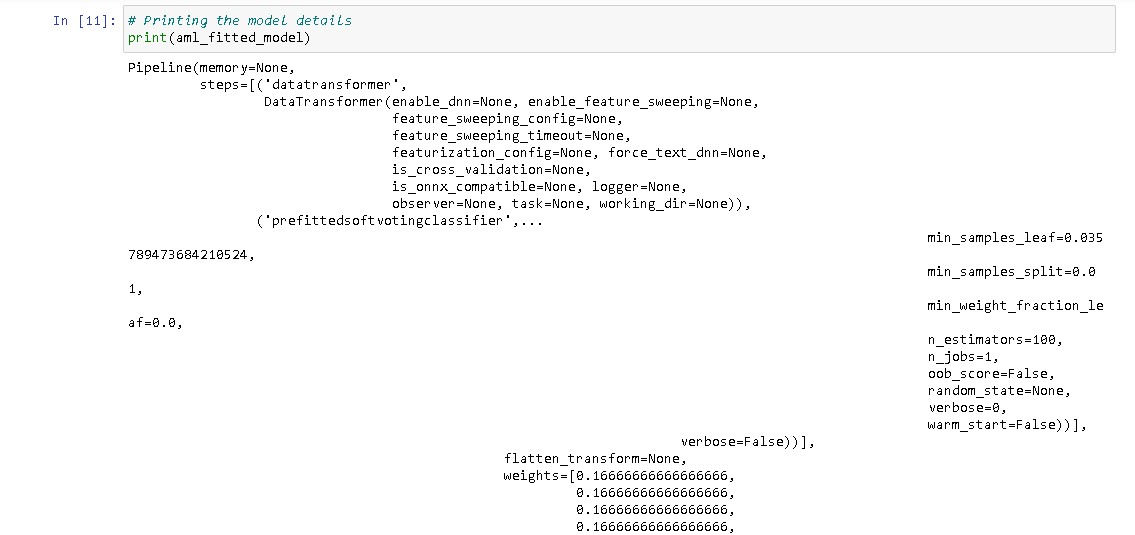 In [11]: # Printing the model details
print(aml_fitted_model)
Pipeline(memory=None,
steps=[('datatransformer',
DataTransformer(enable_dnn=None, enable_feature_sweeping=None,
feature_sweeping_config=None,
feature_sweeping_timeout=None,
featurization_config=None, force_text_dnn=None,
is_cross_validation=None,
is_onnx_compatible=None, logger=None,
observer=None, task=None, working_dir=None)),
('prefittedsoftvotingclassifier',...
min_samples_leaf=0.035
789473684210524,
min_samples_split=0.0
1,
min_weight_fraction_le
af=0.0,
n_estimators=100,
n_jobs=1,
oob_score=False,
random_state=None,
verbose=0,
warm_start=False))],
verbose=False))],
flatten_transform=None,
weights=[0.16666666666666666,
0.16666666666666666,
0.16666666666666666,
0.16666666666666666,